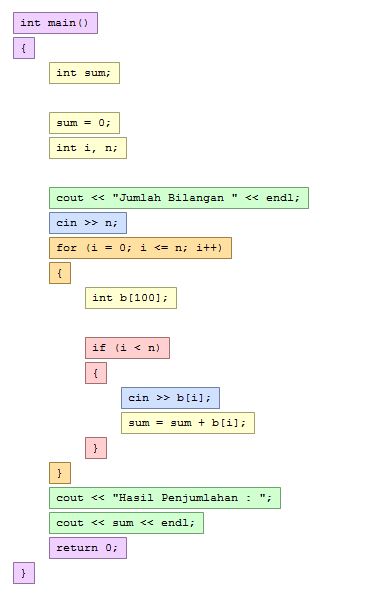 int main()
{
int sum;
sum = 0;
int i, n;
cout << "Jumlah Bilangan " << endl;
cin >> n;
for (i = 0; i <= n; i++)
{
int b[100];
if (i < n)
{
cin >> b[i];
sum = sum + b[i];
}
}
cout << "Hasil Penjumlahan : ";
cout << sum << endl;
return 0;
}